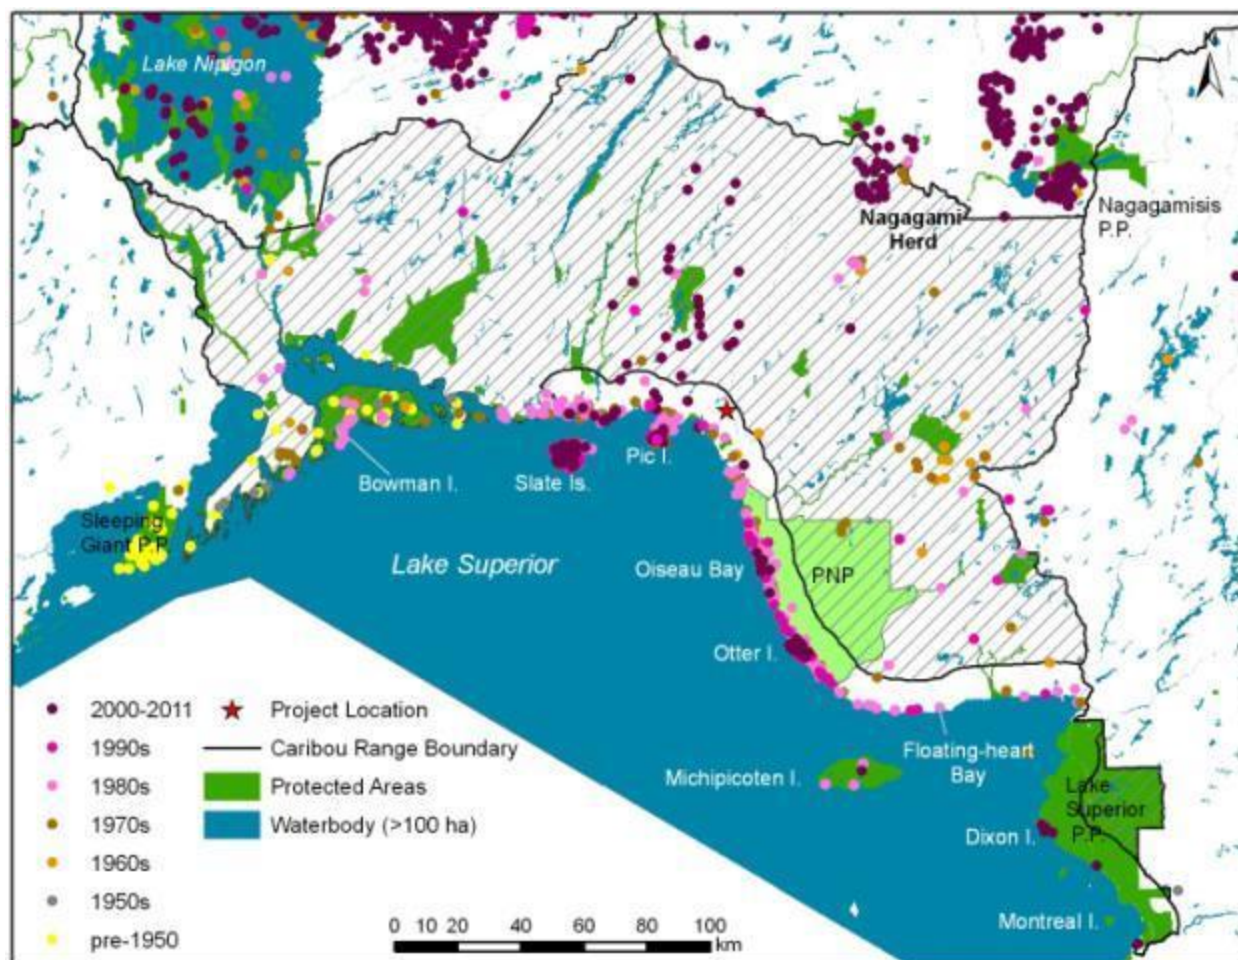 Lake Nipigon
Nagagami
Herd
Nagagamisis
P.P.
Bowman I.
Slate Is.
Pic I.
Sleeping
Giant P.P.
Lake Superior
Oiseau Bay
PNP
Otter I.
Floating-heart
Bay
Michipicoten I.
Lake
Superior
P.P.
Dixon I.
Montreal I.
2000-2011
1990s
1980s
1970s
1960s
1950s
pre-1950
Project Location
Caribou Range Boundary
Protected Areas
Waterbody (>100 ha)
0 10 20 40 60 80 100
km